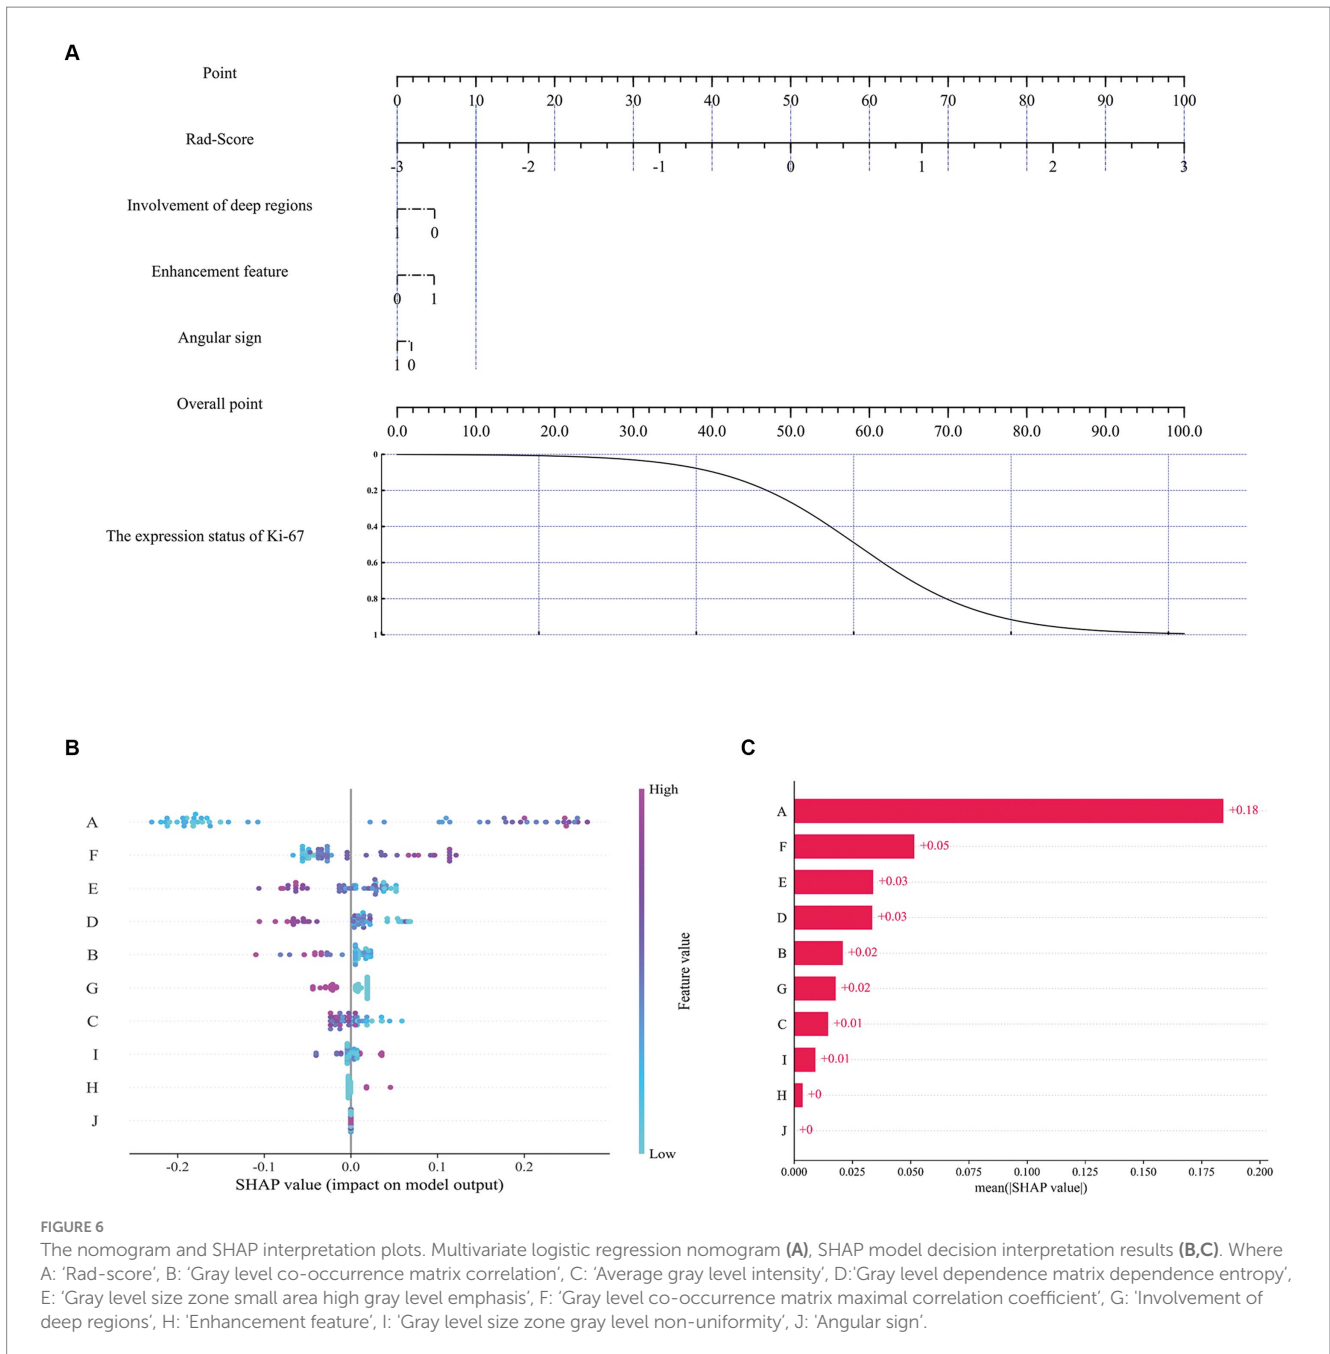 A
Point
0 10 20 30 40 50 60 70 80 90 100
Rad-Score
-3 -2 -1 0 1 2 3
Involvement of deep regions
1 0
Enhancement feature
0 1
Angular sign
1 0
Overall point
0.0 10.0 20.0 30.0 40.0 50.0 60.0 70.0 80.0 90.0 100.0
The expression status of Ki-67
0
0.2
0.4
0.6
0.8
1
B
A
F
E
D
B
G
C
I
H
J
-0.2 -0.1 0.0 0.1 0.2
SHAP value (impact on model output)
High
Feature value
Low
C
A +0.18
F +0.05
E +0.03
D +0.03
B +0.02
G +0.02
C +0.01
I +0.01
H +0
J +0
0.000 0.025 0.050 0.075 0.100 0.125 0.150 0.175 0.200
mean(|SHAP value|)
FIGURE 6
The nomogram and SHAP interpretation plots. Multivariate logistic regression nomogram (A), SHAP model decision interpretation results (B,C). Where
A: ‘Rad-score’, B: ‘Gray level co-occurrence matrix correlation’, C: ‘Average gray level intensity’, D:‘Gray level dependence matrix dependence entropy’,
E: ‘Gray level size zone small area high gray level emphasis’, F: ‘Gray level co-occurrence matrix maximal correlation coefficient’, G: ‘Involvement of
deep regions’, H: ‘Enhancement feature’, I: ‘Gray level size zone gray level non-uniformity’, J: ‘Angular sign’.